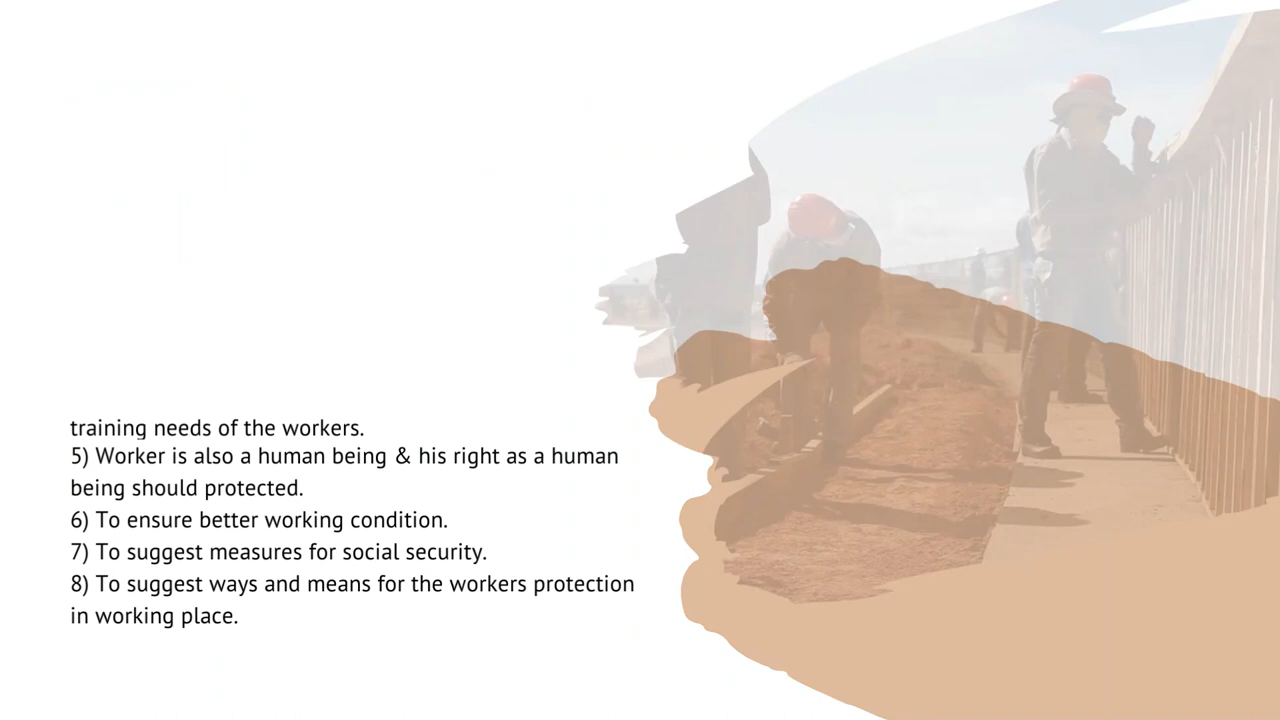 training needs of the workers.
5) Worker is also a human being & his right as a human
being should protected.
6) To ensure better working condition.
7) To suggest measures for social security.
8) To suggest ways and means for the workers protection
in working place.